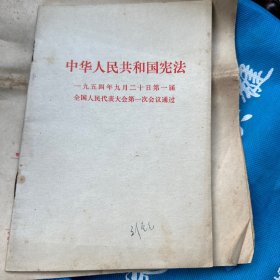 中华人民共和国宪法
一九五四年九月二十日第一届
全国人民代表大会第一次会议通过